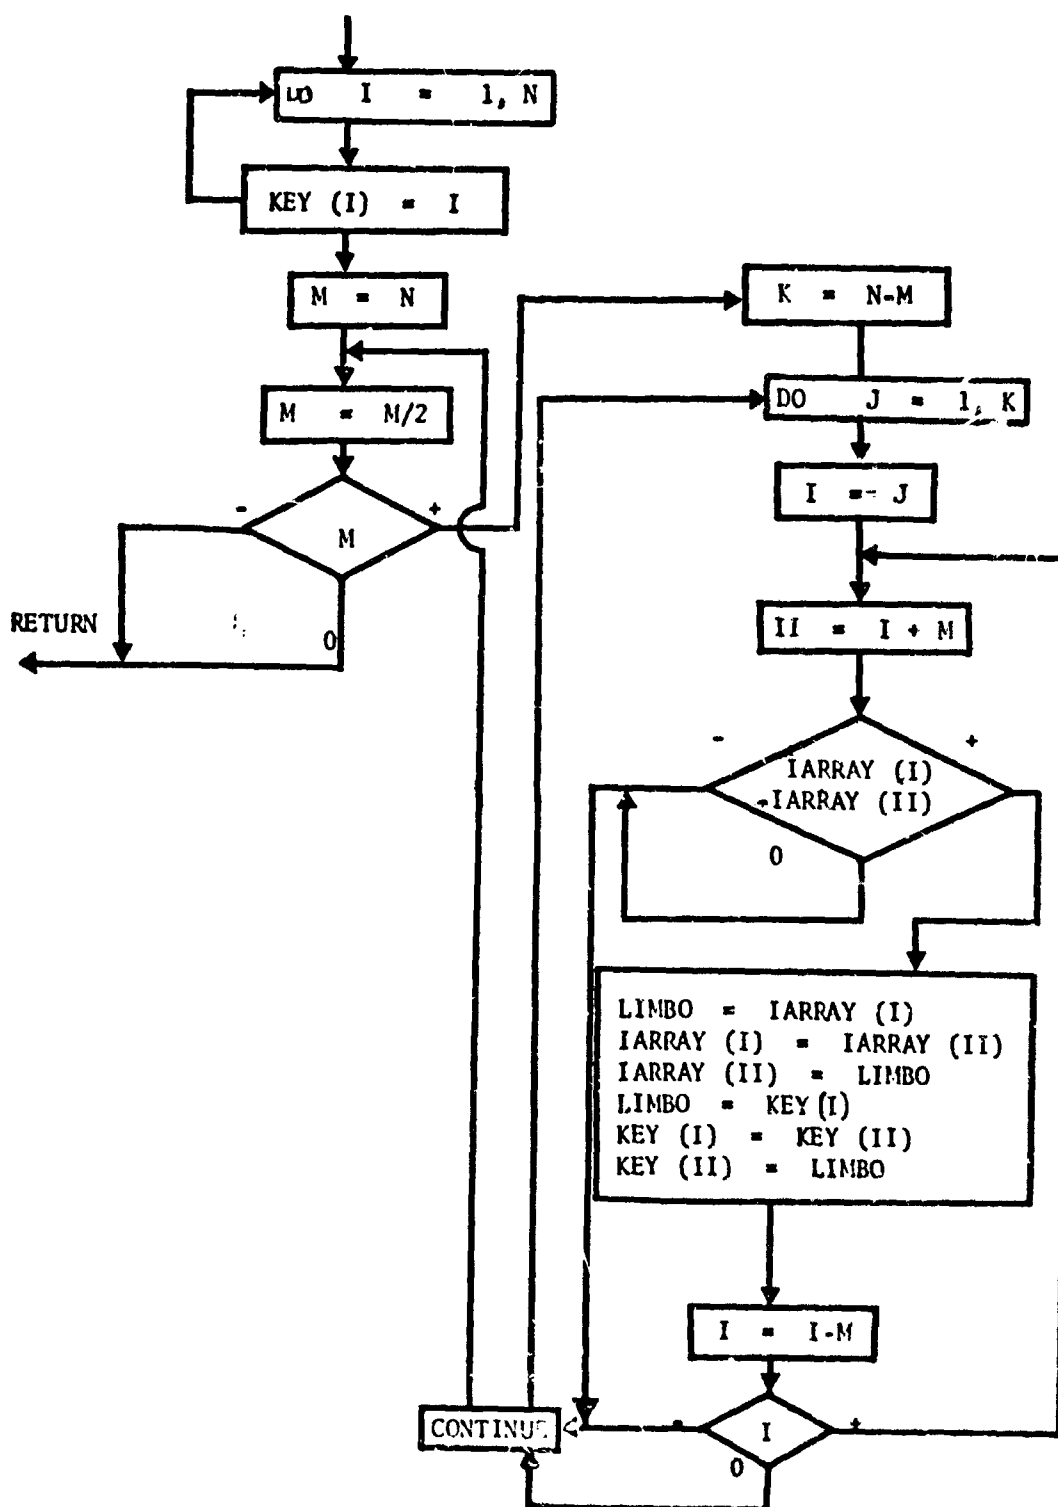 DO I = 1, N
KEY (I) = I
M = N
M = M/2
-
+
M
0
RETURN
K = N-M
DO J = 1, K
I = J
II = I + M
-
+
IARRAY (I)
-IARRAY (II)
0
LIMBO = IARRAY (I)
IARRAY (I) = IARRAY (II)
IARRAY (II) = LIMBO
LIMBO = KEY (I)
KEY (I) = KEY (II)
KEY (II) = LIMBO
I = I-M
CONTINUE
-
I
+
0